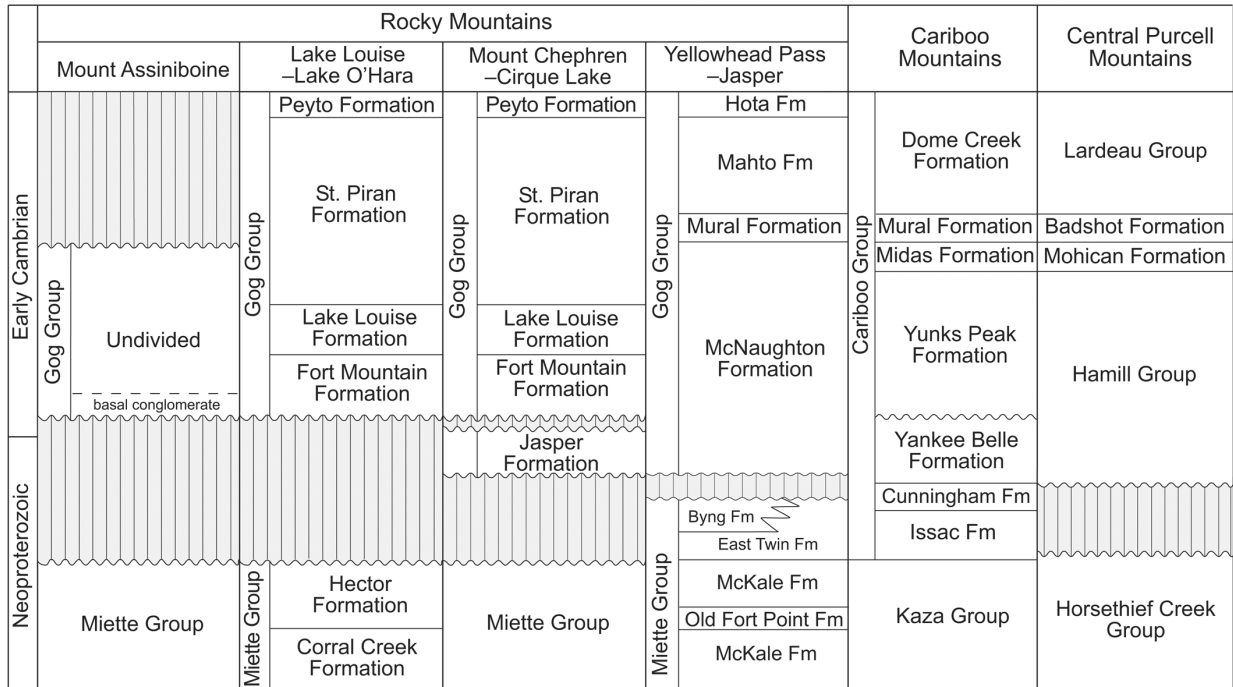 Rocky Mountains
Cariboo
Mountains
Central Purcell
Mountains
Mount Assiniboine
Lake Louise
–Lake O'Hara
Mount Chephren
–Cirque Lake
Yellowhead Pass
–Jasper
Early Cambrian
Neoproterozoic
Gog Group
Undivided
basal conglomerate
Miette Group
Gog Group
Peyto Formation
St. Piran
Formation
Lake Louise
Formation
Fort Mountain
Formation
Miette Group
Hector
Formation
Corral Creek
Formation
Gog Group
Peyto Formation
St. Piran
Formation
Lake Louise
Formation
Fort Mountain
Formation
Jasper
Formation
Miette Group
Gog Group
Hota Fm
Mahto Fm
Mural Formation
McNaughton
Formation
Miette Group
Byng Fm
East Twin Fm
McKale Fm
Old Fort Point Fm
McKale Fm
Cariboo Group
Dome Creek
Formation
Mural Formation
Midas Formation
Yunks Peak
Formation
Yankee Belle
Formation
Cunningham Fm
Issac Fm
Kaza Group
Lardeau Group
Badshot Formation
Mohican Formation
Hamill Group
Horsethief Creek
Group